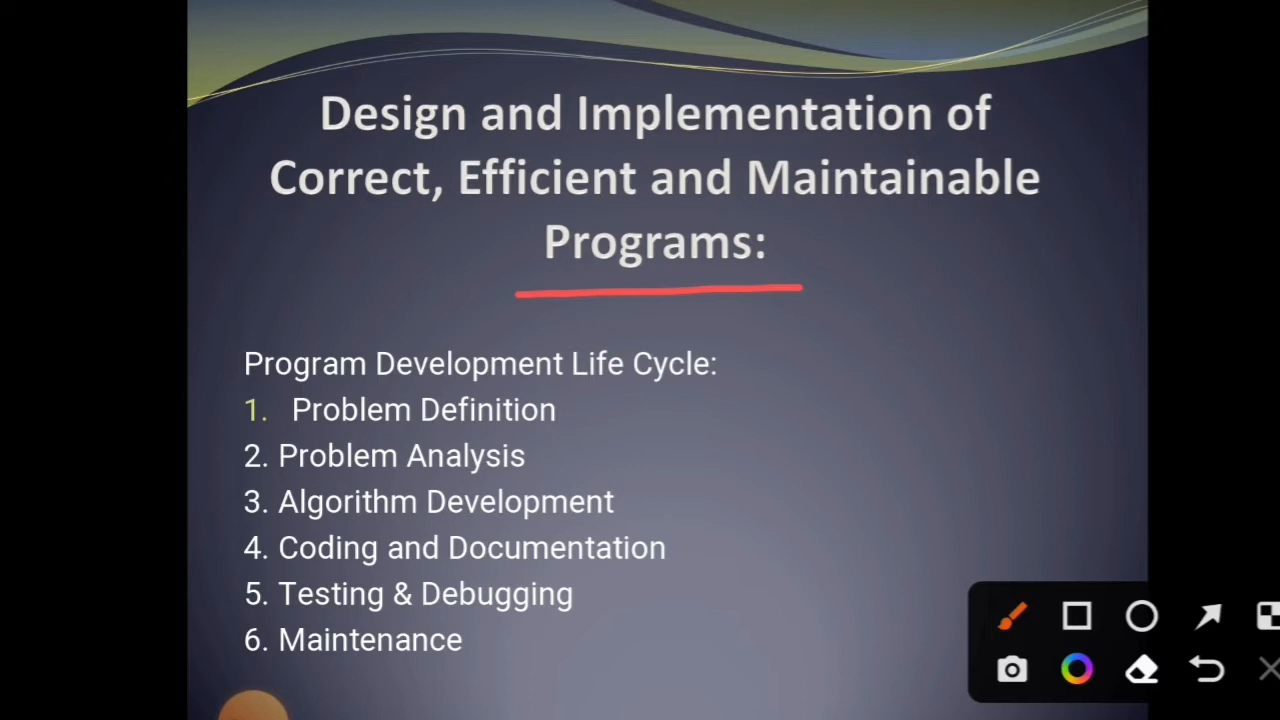 Design and Implementation of
Correct, Efficient and Maintainable
Programs:
Program Development Life Cycle:
1. Problem Definition
2. Problem Analysis
3. Algorithm Development
4. Coding and Documentation
5. Testing & Debugging
6. Maintenance